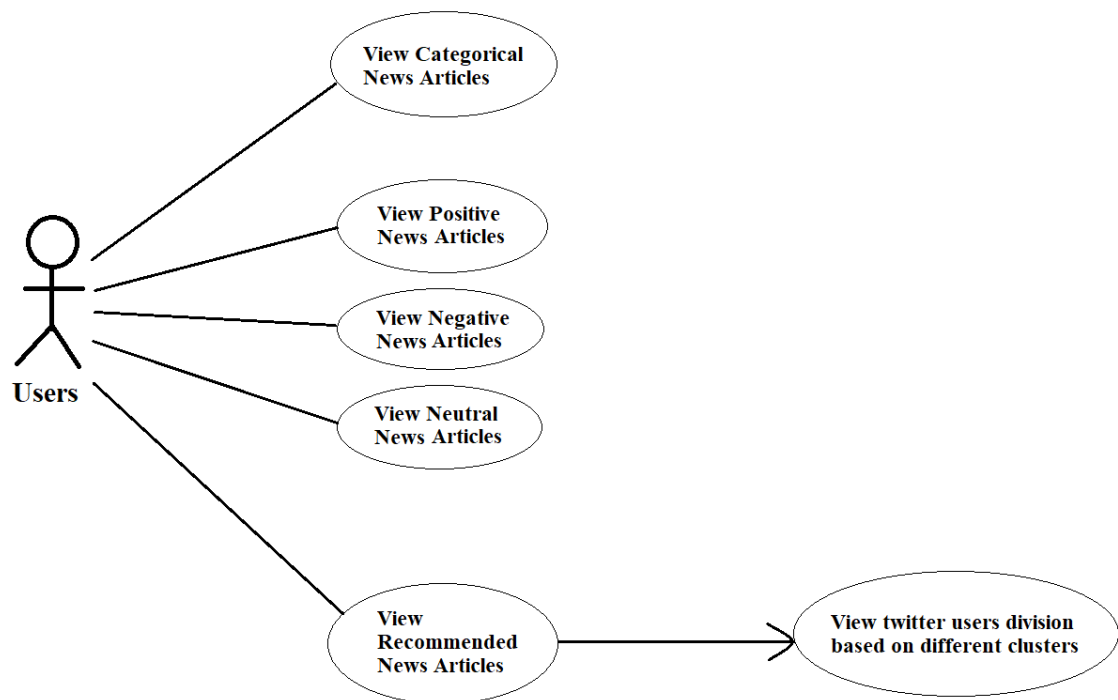 View Categorical
News Articles
View Positive
News Articles
View Negative
News Articles
Users
View Neutral
News Articles
View
Recommended
News Articles
View twitter users division
based on different clusters